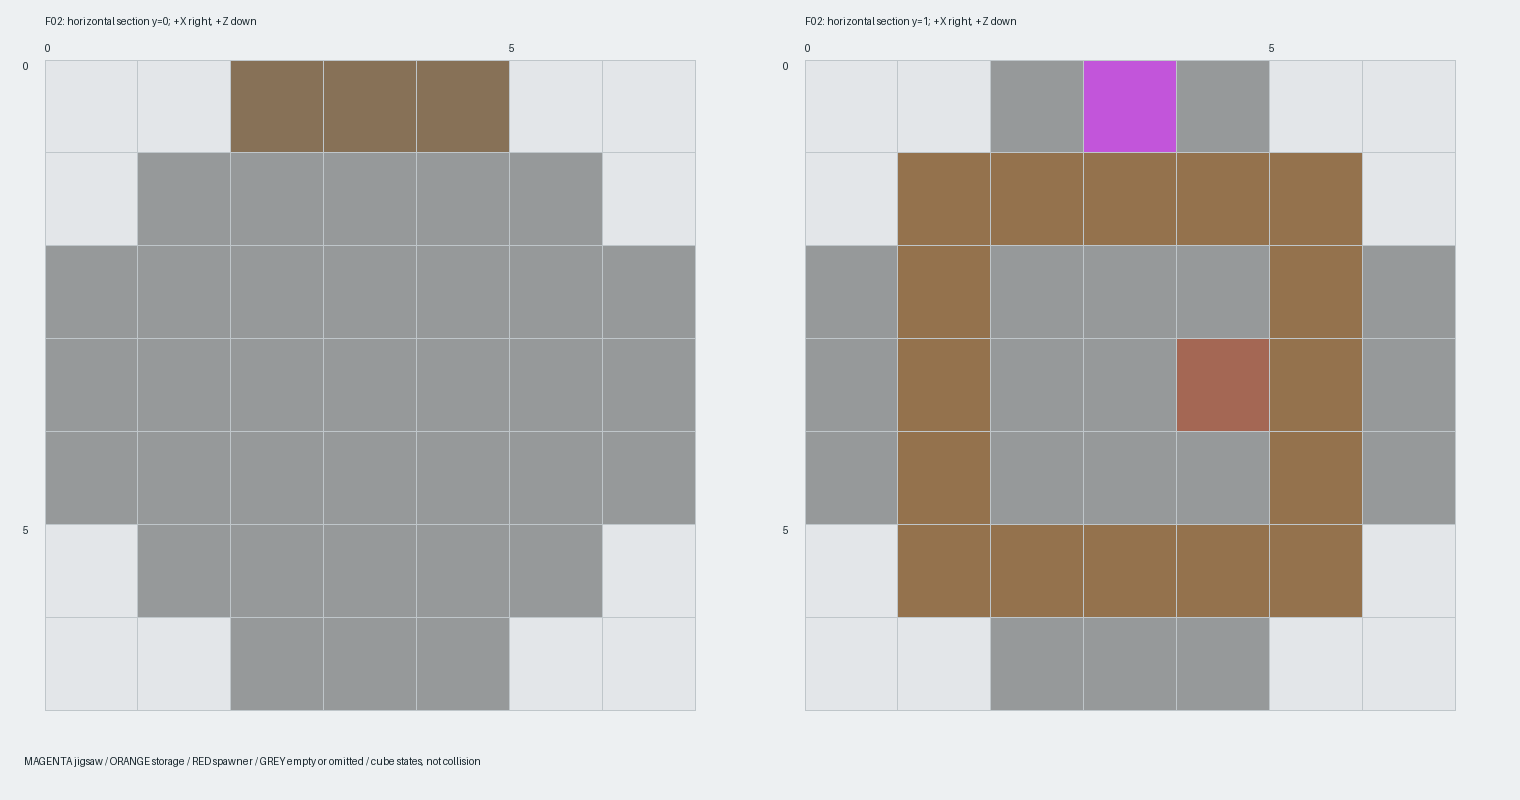 F02: horizontal section y=0; +X right, +Z down
F02: horizontal section y=1; +X right, +Z down
0 5
0 5
0
0
5
5
MAGENTA jigsaw / ORANGE storage / RED spawner / GREY empty or omitted / cube states, not collision